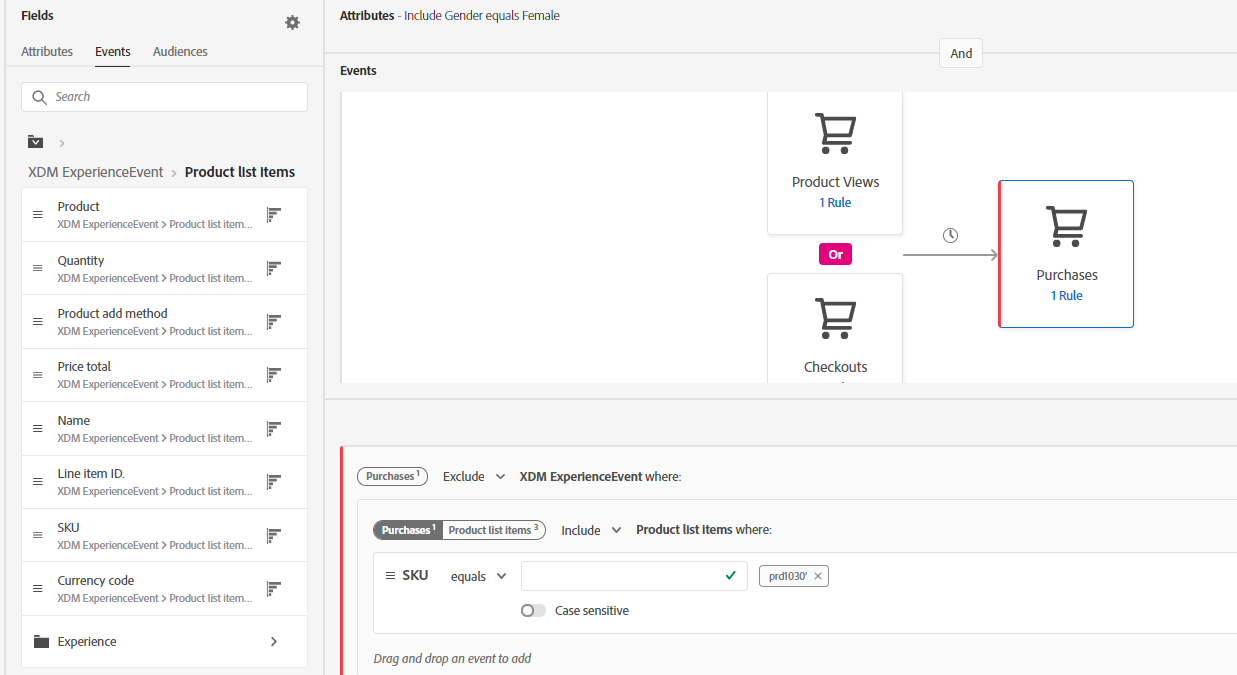 Fields
Attributes
Events
Audiences
Search
XDM ExperienceEvent > Product list items
Product
XDM ExperienceEvent > Product list item...
Quantity
XDM ExperienceEvent > Product list item...
Product add method
XDM ExperienceEvent > Product list item...
Price total
XDM ExperienceEvent > Product list item...
Name
XDM ExperienceEvent > Product list item...
Line item ID.
XDM ExperienceEvent > Product list item...
SKU
XDM ExperienceEvent > Product list item...
Currency code
XDM ExperienceEvent > Product list item...
Experience
Attributes - Include Gender equals Female
And
Events
Product Views
1 Rule
Or
Checkouts
Purchases
1 Rule
Purchases 1 Exclude XDM ExperienceEvent where:
Purchases 1 Product list items 3 Include Product list items where:
SKU equals prd1030'
Case sensitive
Drag and drop an event to add